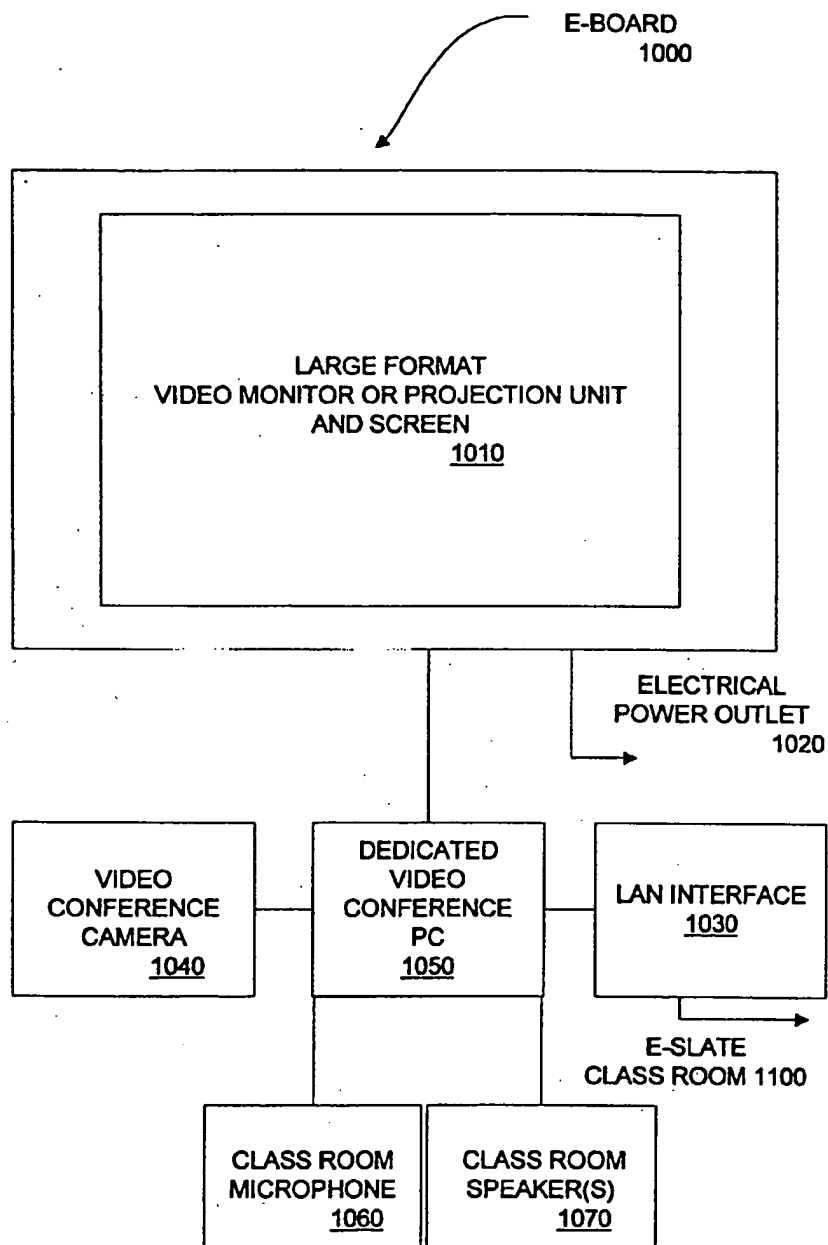 E-BOARD
1000
LARGE FORMAT
VIDEO MONITOR OR PROJECTION UNIT
AND SCREEN
1010
ELECTRICAL
POWER OUTLET
1020
VIDEO
CONFERENCE
CAMERA
1040
DEDICATED
VIDEO
CONFERENCE
PC
1050
LAN INTERFACE
1030
E-SLATE
CLASS ROOM 1100
CLASS ROOM
MICROPHONE
1060
CLASS ROOM
SPEAKER(S)
1070